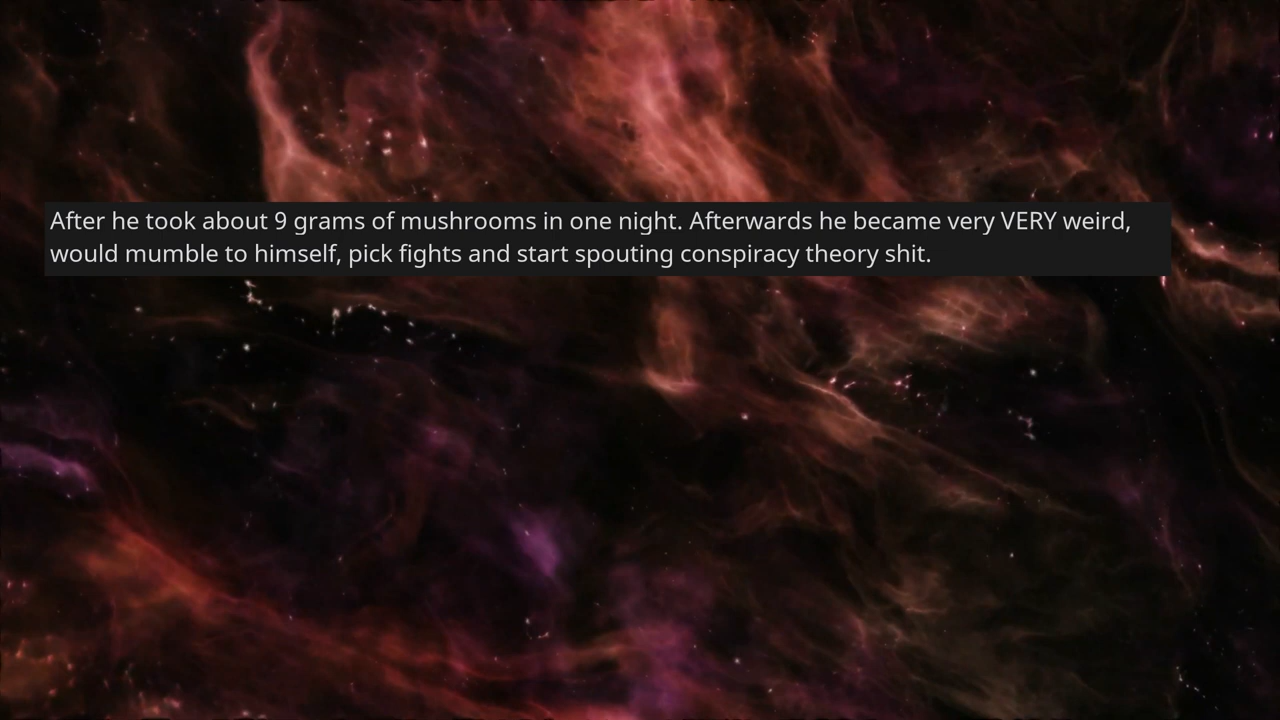 After he took about 9 grams of mushrooms in one night. Afterwards he became very VERY weird,
would mumble to himself, pick fights and start spouting conspiracy theory shit.